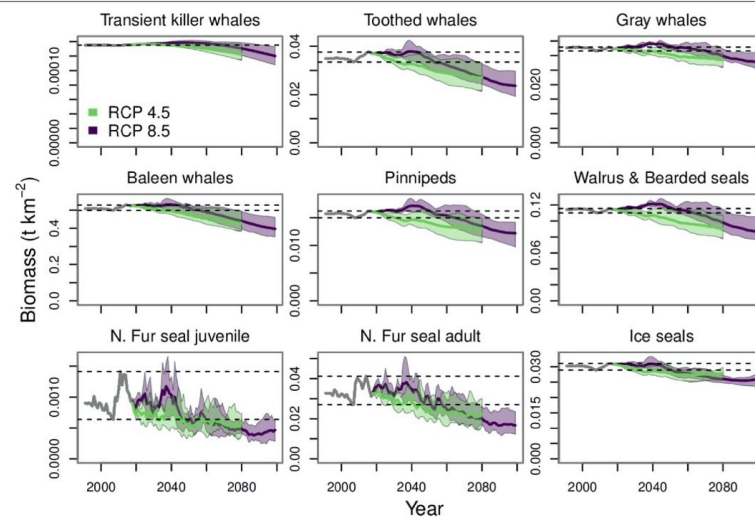 Transient killer whales
Toothed whales
Gray whales
0.00010
0.00000
RCP 4.5
RCP 8.5
0.04
0.02
0.00
0.020
0.000
Baleen whales
Pinnipeds
Walrus & Bearded seals
0.4
0.2
0.0
0.010
0.000
0.12
0.06
0.00
Biomass (t km⁻²)
N. Fur seal juvenile
N. Fur seal adult
Ice seals
0.0010
0.0000
0.04
0.02
0.00
0.030
0.015
0.000
2000 2040 2080
2000 2040 2080
2000 2040 2080
Year